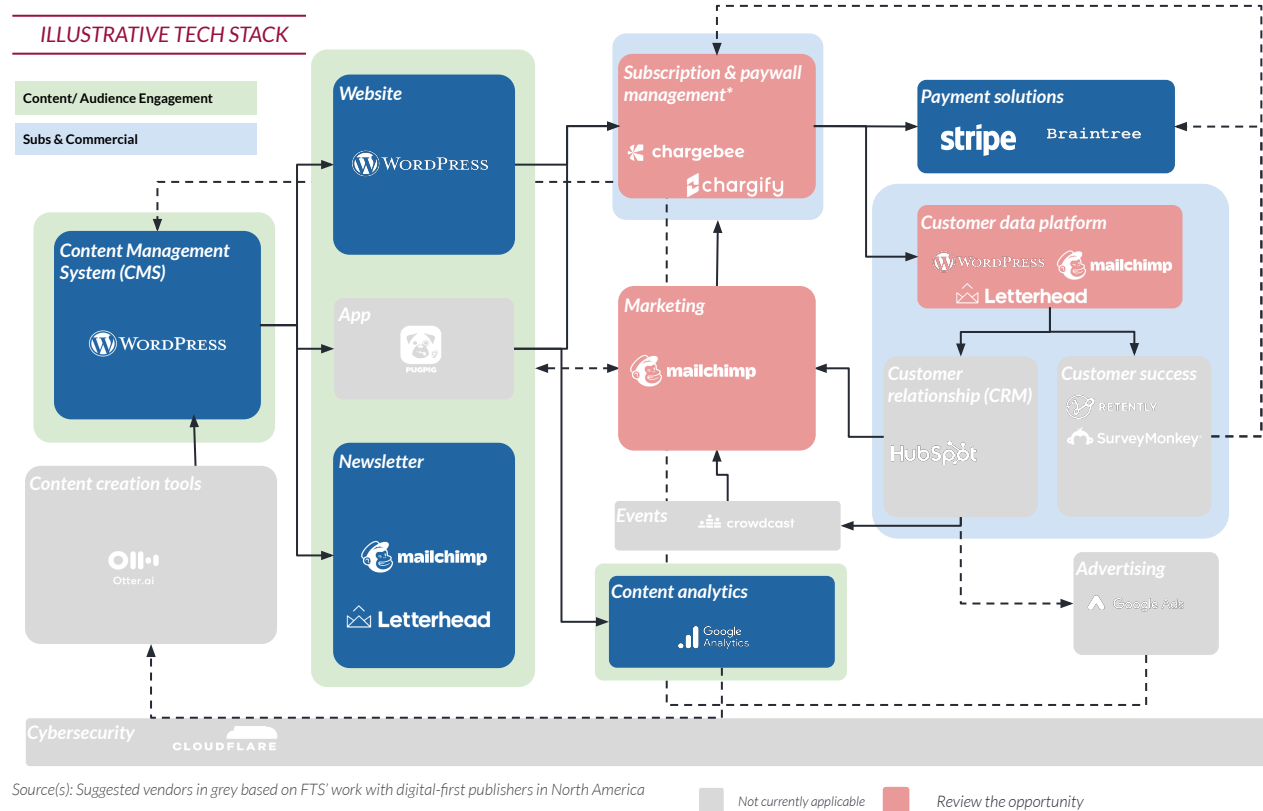 ILLUSTRATIVE TECH STACK
Content/ Audience Engagement
Subs & Commercial
Website
WORDPRESS
Content Management
System (CMS)
WORDPRESS
App
PUGPIG
Newsletter
mailchimp
Letterhead
Content creation tools
Otter.ai
Subscription & paywall
management*
chargebee
chargify
Payment solutions
stripe
Braintree
Customer data platform
WORDPRESS
mailchimp
Letterhead
Marketing
mailchimp
Customer
relationship (CRM)
HubSpot
Customer success
RETENTLY
SurveyMonkey
Events
crowdcast
Content analytics
Google
Analytics
Advertising
Google Ads
Cybersecurity
CLOUDFLARE
Source(s): Suggested vendors in grey based on FTS' work with digital-first publishers in North America
Not currently applicable
Review the opportunity